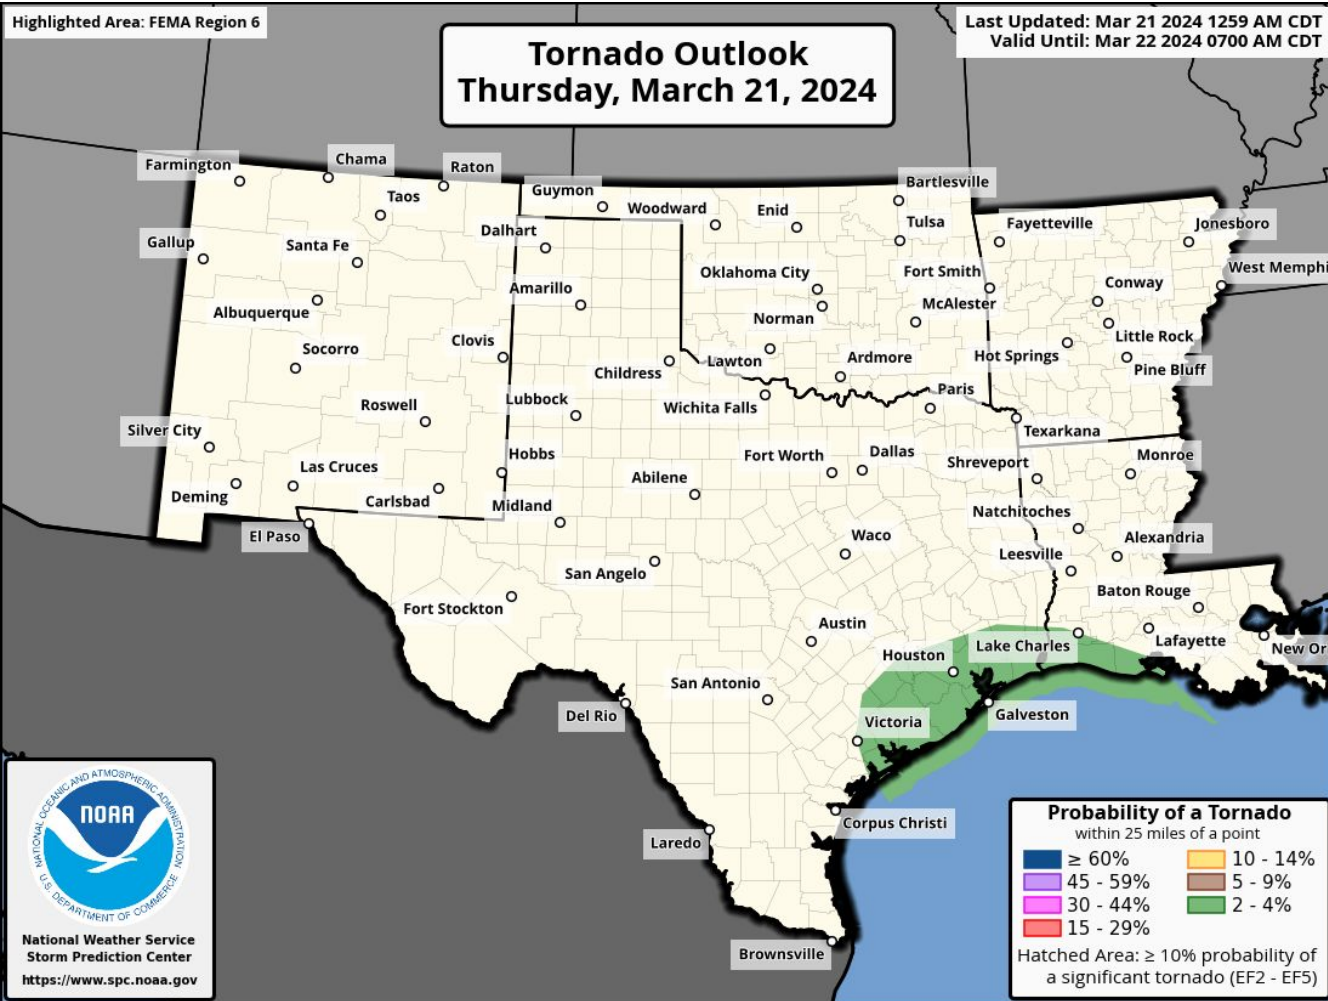 Highlighted Area: FEMA Region 6
Last Updated: Mar 21 2024 1259 AM CDT
Valid Until: Mar 22 2024 0700 AM CDT
Tornado Outlook
Thursday, March 21, 2024
Farmington
Chama
Raton
Taos
Guymon
Woodward
Enid
Bartlesville
Tulsa
Fayetteville
Jonesboro
Gallup
Santa Fe
Dalhart
Oklahoma City
Fort Smith
West Memphi
Amarillo
Conway
Albuquerque
Norman
McAlester
Little Rock
Socorro
Clovis
Childress
Lawton
Ardmore
Hot Springs
Pine Bluff
Roswell
Lubbock
Wichita Falls
Paris
Texarkana
Silver City
Las Cruces
Hobbs
Abilene
Fort Worth
Dallas
Shreveport
Monroe
Deming
Carlsbad
Midland
Natchitoches
El Paso
San Angelo
Waco
Leesville
Alexandria
Fort Stockton
Austin
Baton Rouge
Houston
Lake Charles
Lafayette
New Or
San Antonio
Del Rio
Victoria
Galveston
Laredo
Corpus Christi
Brownsville
NATIONAL OCEANIC AND ATMOSPHERIC ADMINISTRATION
NOAA
U.S. DEPARTMENT OF COMMERCE
National Weather Service
Storm Prediction Center
https://www.spc.noaa.gov
Probability of a Tornado
within 25 miles of a point
≥ 60%
45 - 59%
30 - 44%
15 - 29%
10 - 14%
5 - 9%
2 - 4%
Hatched Area: ≥ 10% probability of
a significant tornado (EF2 - EF5)